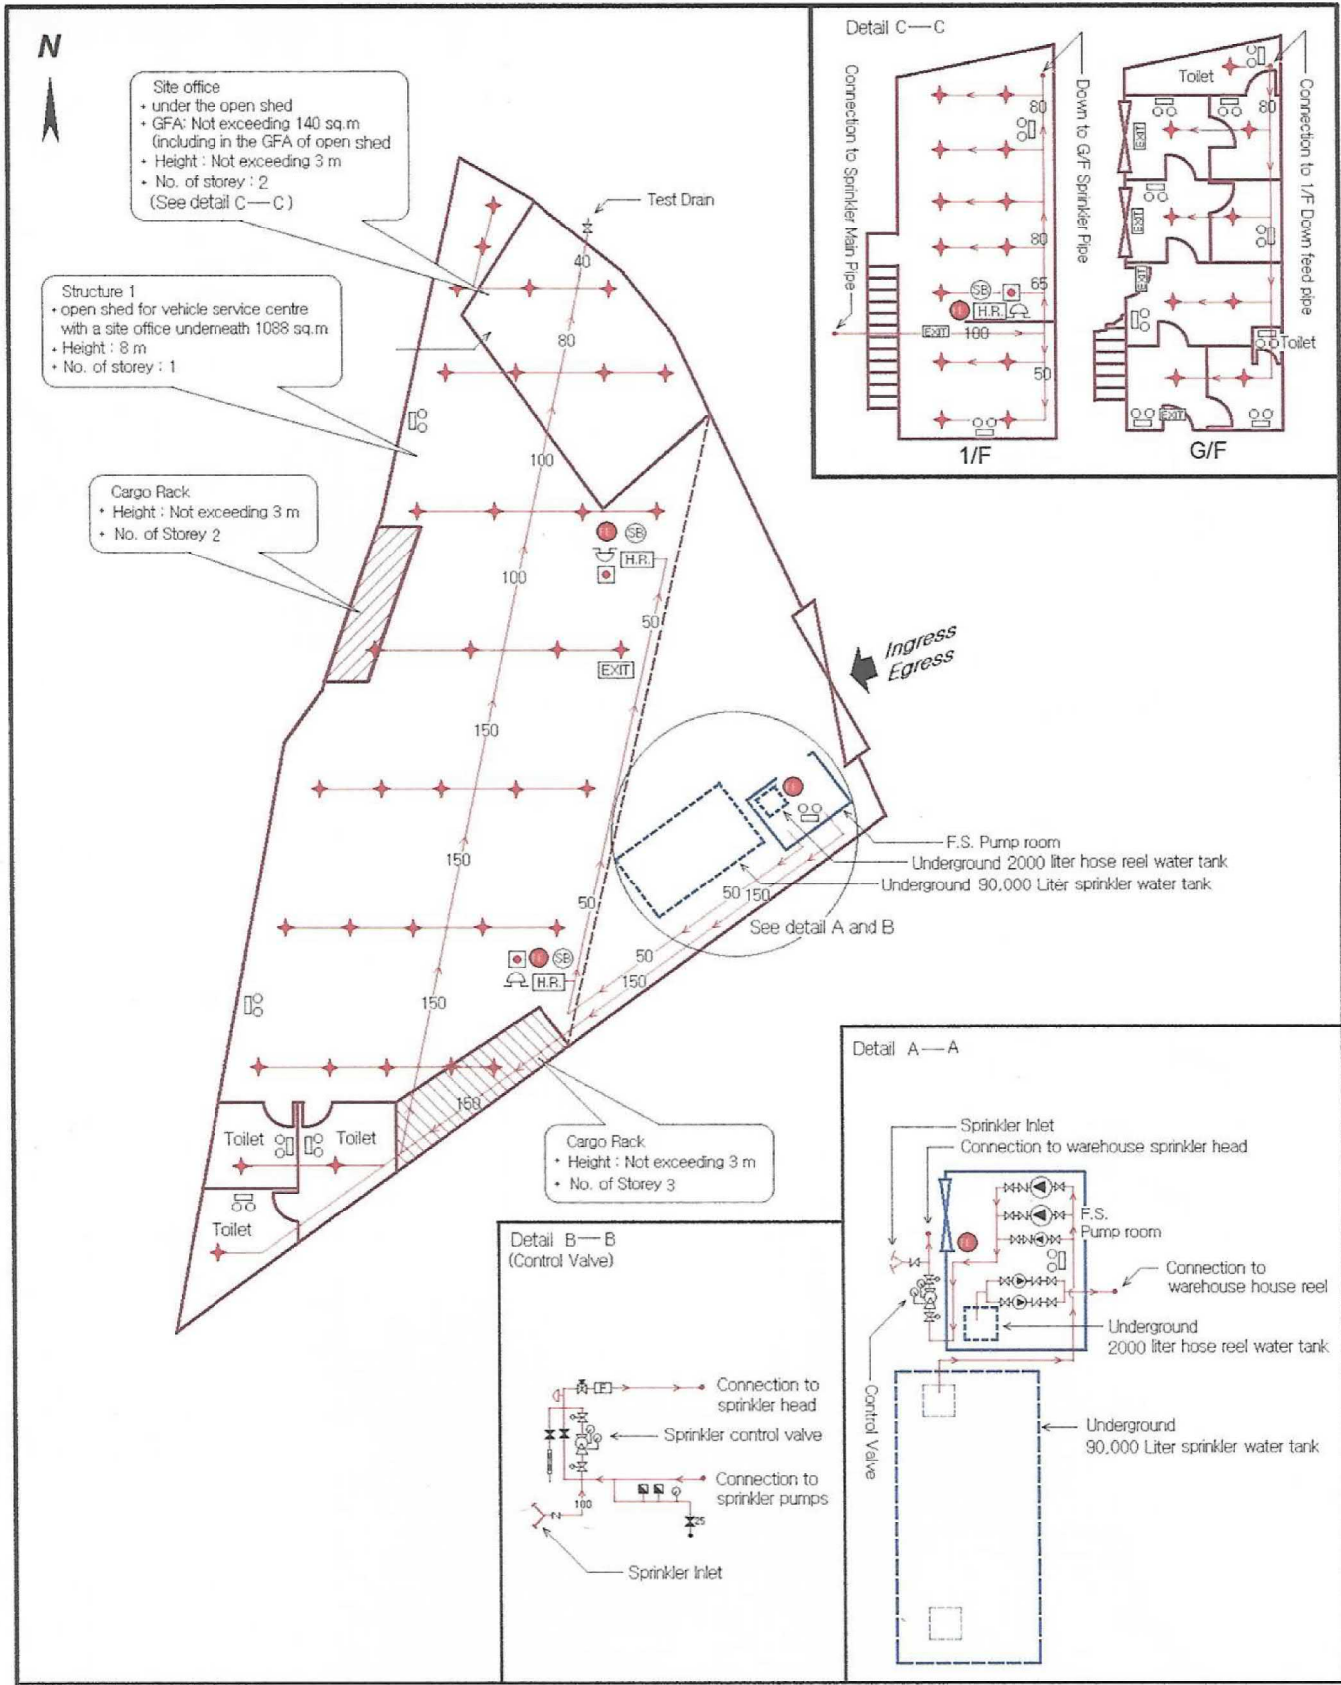 N
Site office
+ under the open shed
+ GFA: Not exceeding 140 sq.m
(including in the GFA of open shed
+ Height : Not exceeding 3 m
+ No. of storey : 2
(See detail C—C)
Test Drain
Structure 1
+ open shed for vehicle service centre
with a site office underneath 1088 sq.m
+ Height : 8 m
+ No. of storey : 1
Cargo Rack
+ Height : Not exceeding 3 m
+ No. of Storey 2
40
80
100
SB
H.R.
100
50
EXIT
Ingress
Egress
150
150
F.S. Pump room
Underground 2000 liter hose reel water tank
Underground 90,000 Liter sprinkler water tank
50
50
150
See detail A and B
SB
H.R.
50
150
150
150
Toilet
Toilet
Toilet
Cargo Rack
+ Height : Not exceeding 3 m
+ No. of Storey 3
Detail C—C
Connection to Sprinkler Main Pipe
80
Down to G/F Sprinkler Pipe
80
65
SB
H.R.
EXIT
100
50
1/F
Toilet
80
Connection to 1/F Down feed pipe
EXIT
EXIT
EXIT
Toilet
EXIT
G/F
Detail B—B
(Control Valve)
F
Connection to
sprinkler head
Sprinkler control valve
Connection to
sprinkler pumps
100
25
Sprinkler Inlet
Detail A—A
Sprinkler Inlet
Connection to warehouse sprinkler head
F.S.
Pump room
Connection to
warehouse house reel
Underground
2000 liter hose reel water tank
Control Valve
Underground
90,000 Liter sprinkler water tank